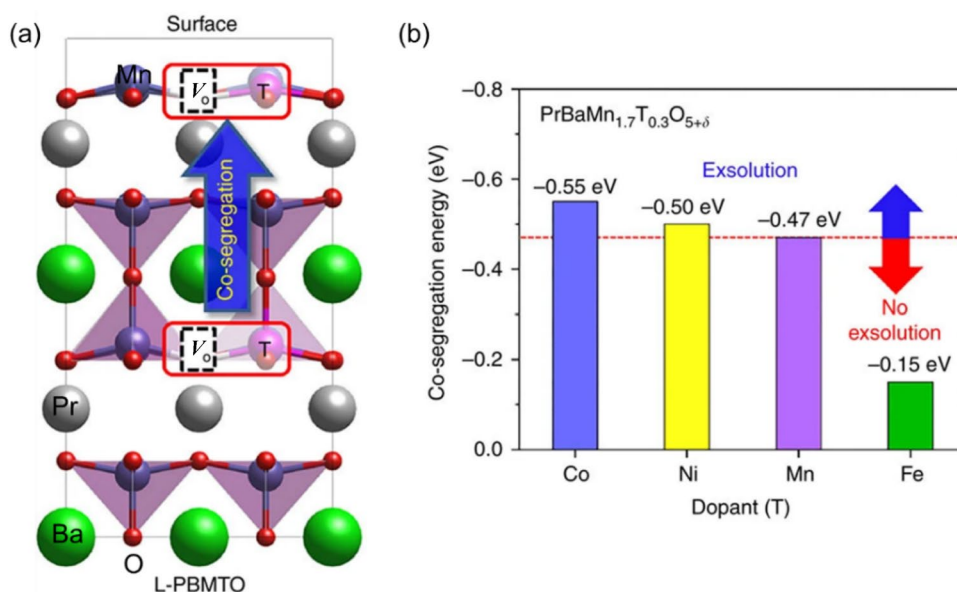 (a)
Surface
Mn
Vo
T
Co-segregation
Vo
T
Pr
Ba
O
L-PBMTO
(b)
Co-segregation energy (eV)
−0.8
−0.6
−0.4
−0.2
0.0
PrBaMn1.7T0.3O5+δ
Exsolution
−0.55 eV
−0.50 eV
−0.47 eV
No
exsolution
−0.15 eV
Co Ni Mn Fe
Dopant (T)